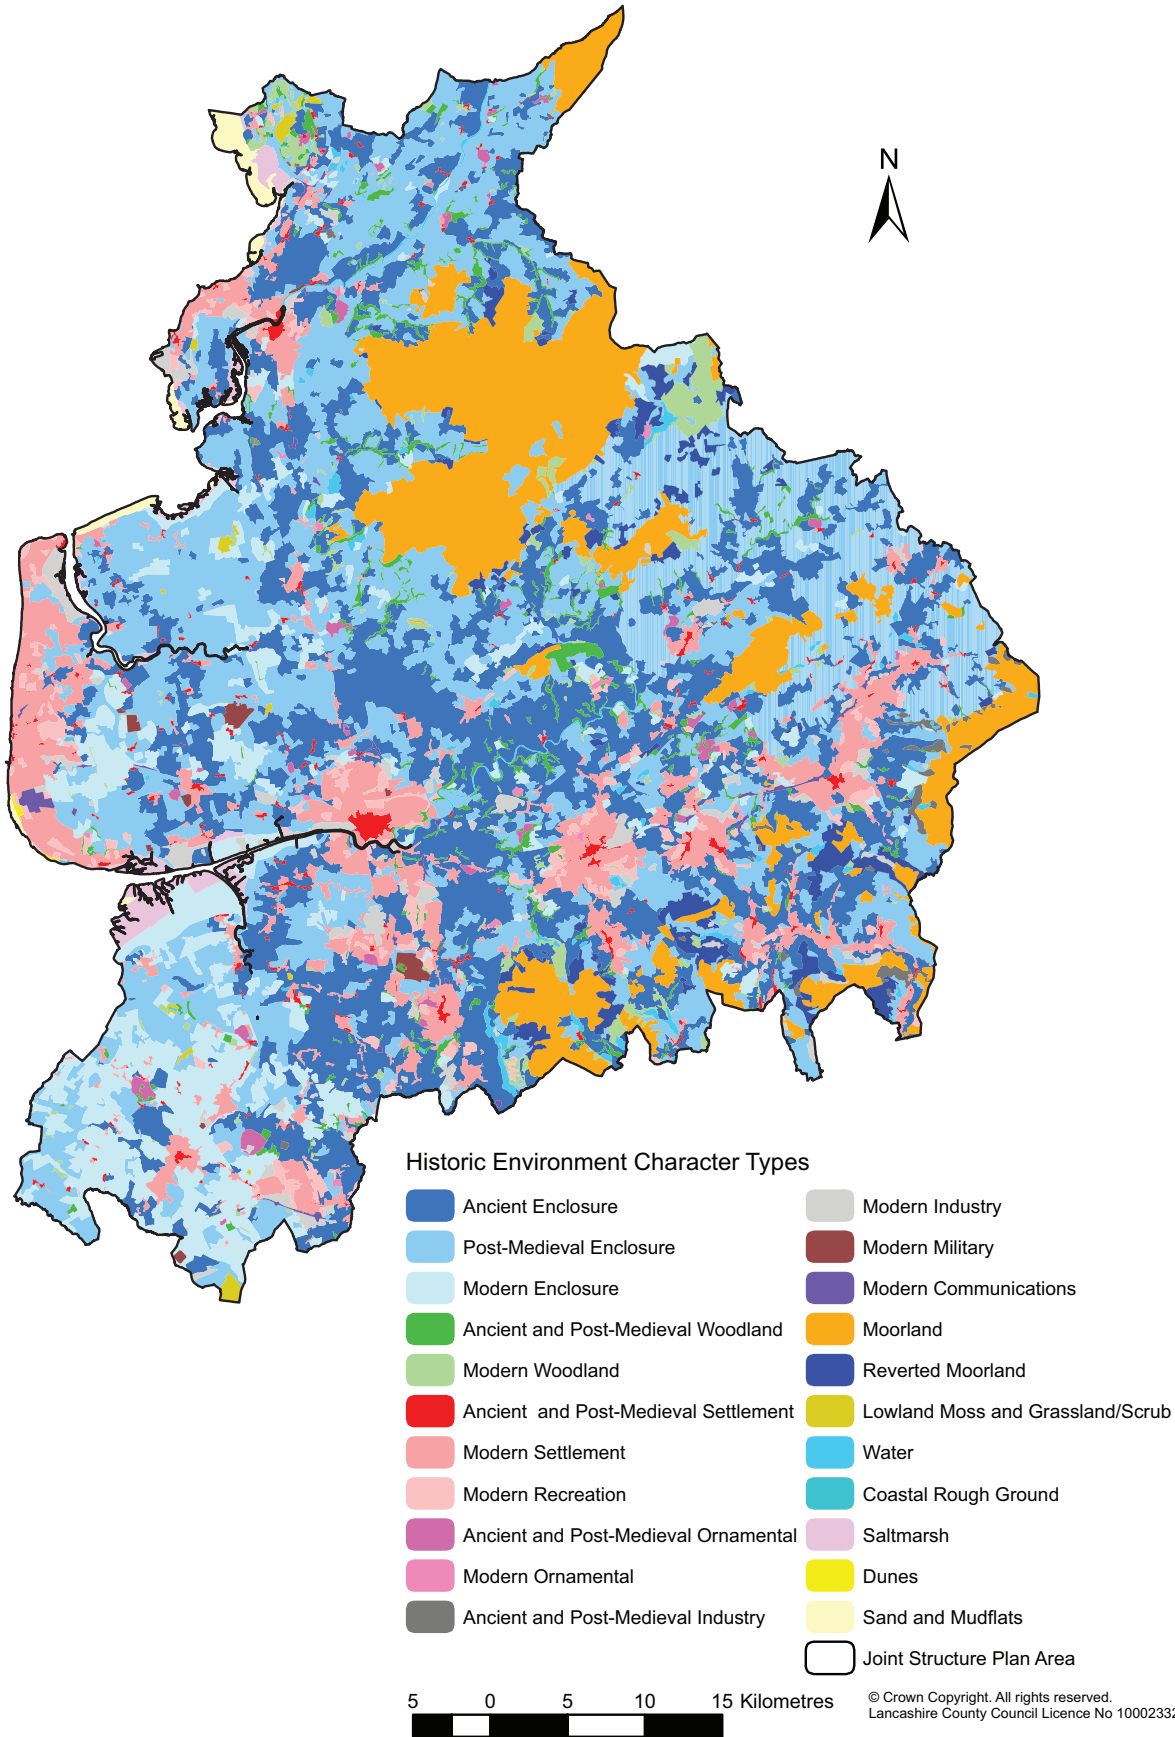 N
Historic Environment Character Types
Ancient Enclosure
Post-Medieval Enclosure
Modern Enclosure
Ancient and Post-Medieval Woodland
Modern Woodland
Ancient and Post-Medieval Settlement
Modern Settlement
Modern Recreation
Ancient and Post-Medieval Ornamental
Modern Ornamental
Ancient and Post-Medieval Industry
Modern Industry
Modern Military
Modern Communications
Moorland
Reverted Moorland
Lowland Moss and Grassland/Scrub
Water
Coastal Rough Ground
Saltmarsh
Dunes
Sand and Mudflats
Joint Structure Plan Area
5 0 5 10 15 Kilometres
© Crown Copyright. All rights reserved.
Lancashire County Council Licence No 10002332